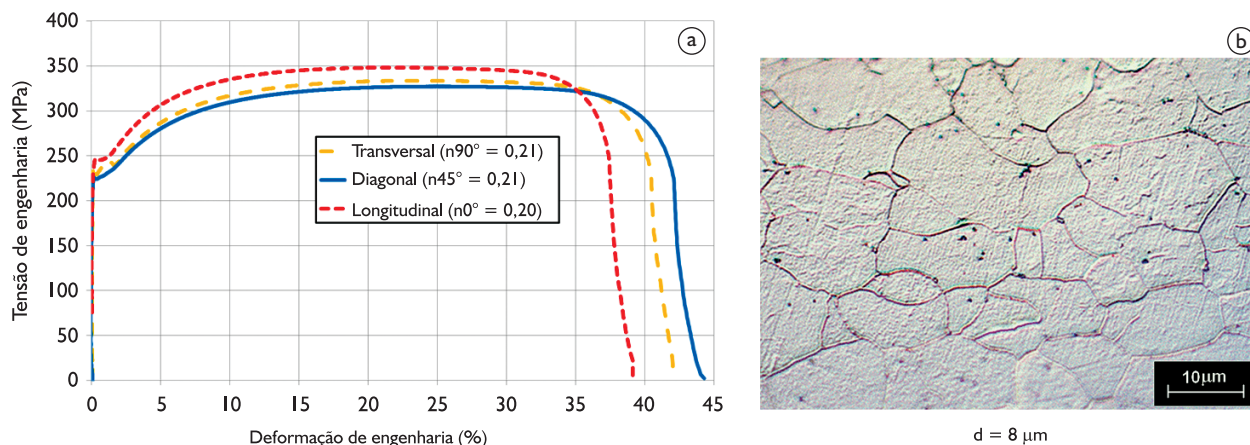 a
Tensão de engenharia (MPa)
400
350
300
250
200
150
100
50
0
Transversal (n90° = 0,21)
Diagonal (n45° = 0,21)
Longitudinal (n0° = 0,20)
0 5 10 15 20 25 30 35 40 45
Deformação de engenharia (%)
b
10μm
d = 8 μm